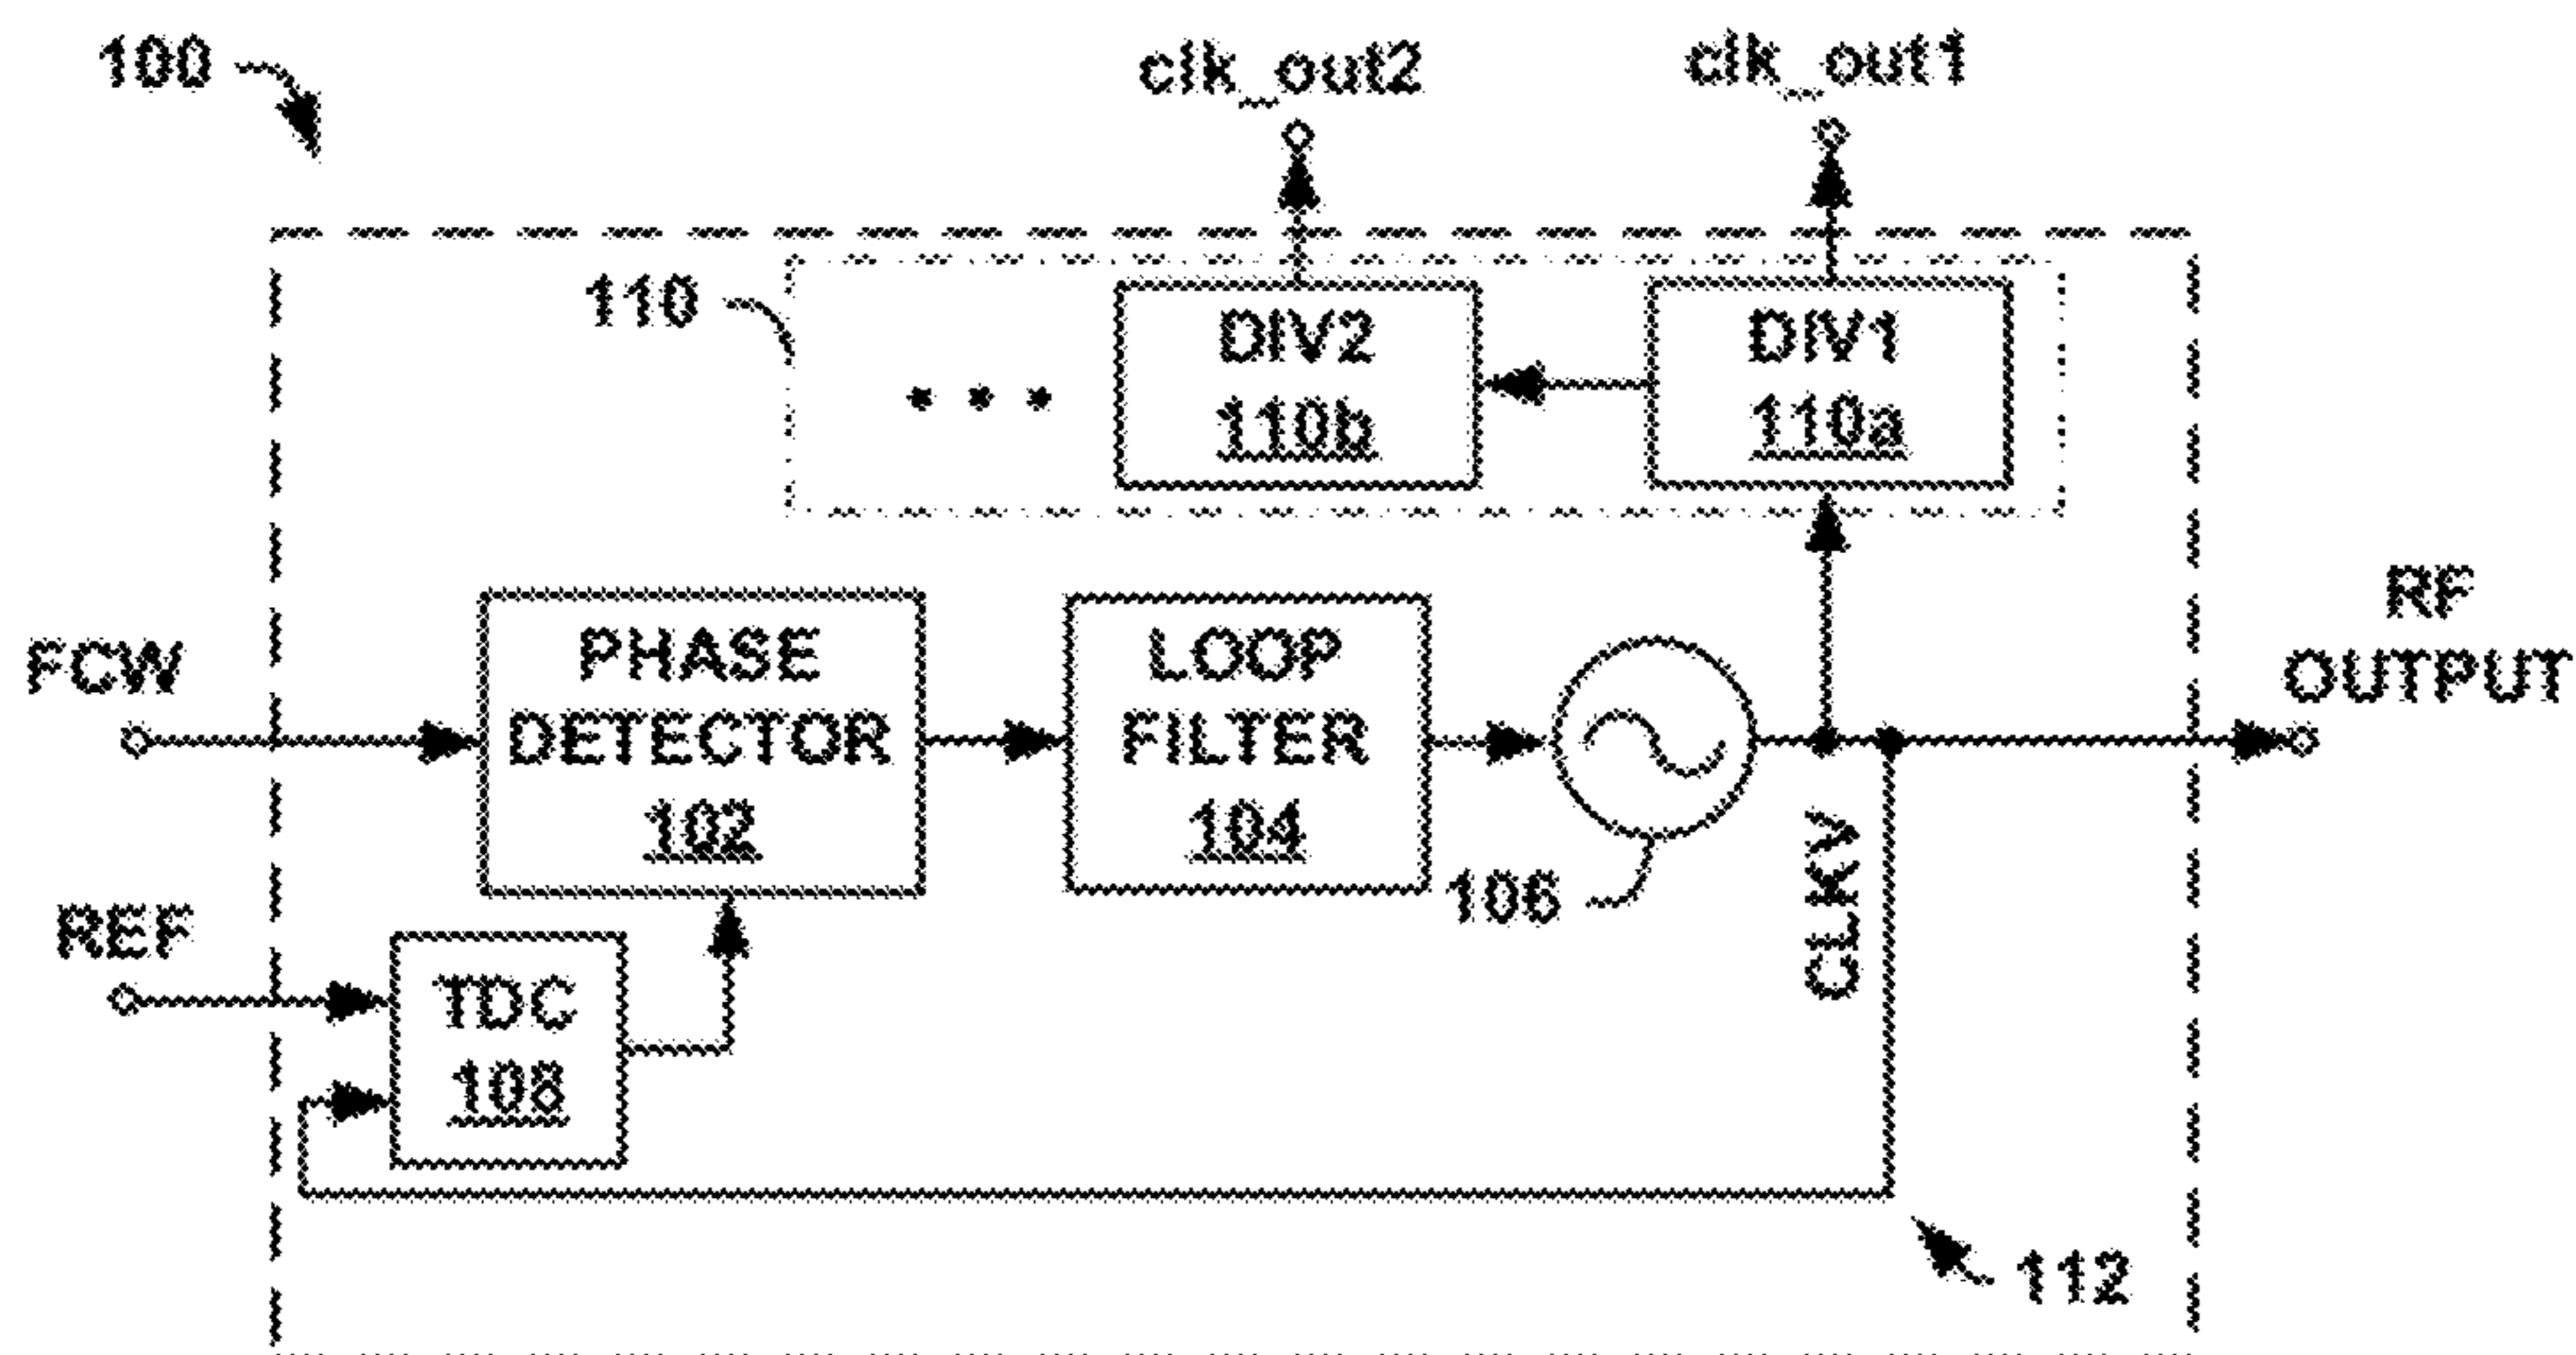 100
clk_out2
clk_out1
110
DIV2
110b
DIV1
110a
FCW
PHASE
DETECTOR
102
LOOP
FILTER
104
106
CLKV
RF
OUTPUT
REF
TDC
108
112